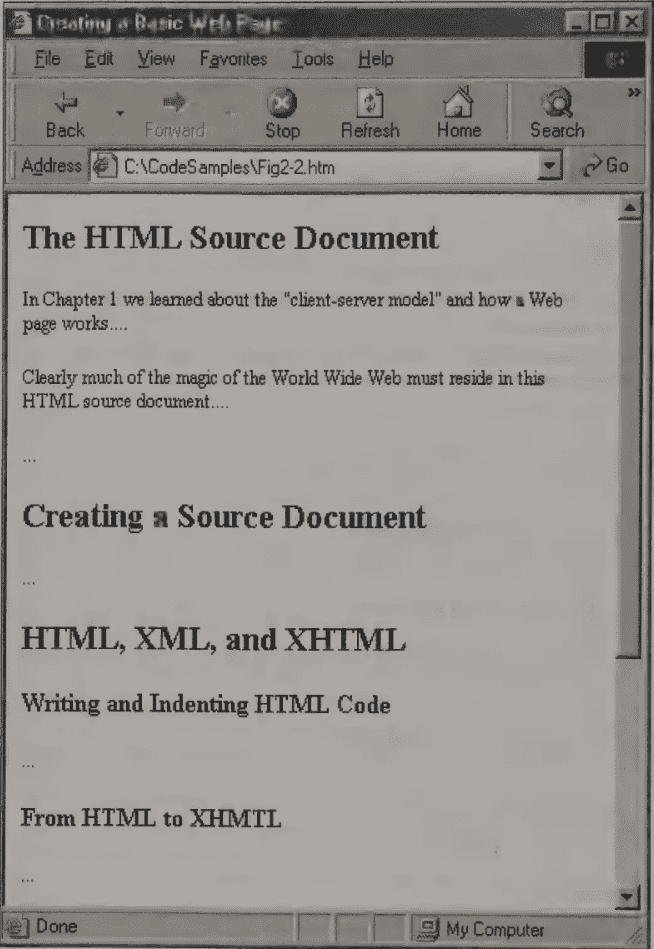 Creating a Basic Web Page
File Edit View Favorites Tools Help
Back Forward Stop Refresh Home Search
Address C:\CodeSamples\Fig2-2.htm Go
The HTML Source Document
In Chapter 1 we learned about the "client-server model" and how a Web
page works....
Clearly much of the magic of the World Wide Web must reside in this
HTML source document....
...
Creating a Source Document
...
HTML, XML, and XHTML
Writing and Indenting HTML Code
...
From HTML to XHMTL
...
Done My Computer